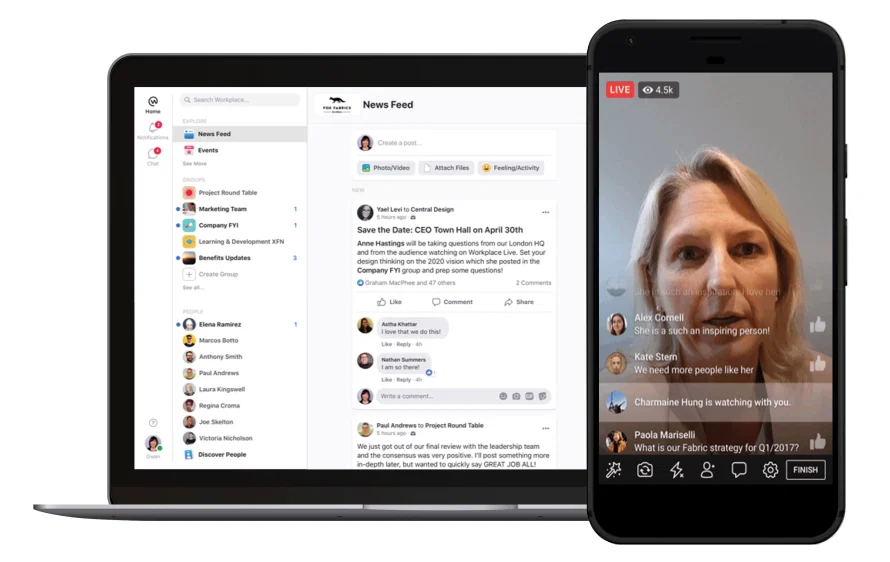 Search Workplace...
Home
Notifications
2
Chat
4
EXPLORE
News Feed
Events
See More
GROUPS
Project Round Table
Marketing Team 1
Company FYI 1
Learning & Development XFN
Benefits Updates 3
Create Group
See all...
PEOPLE
Elena Ramirez 1
Marcos Botto
Anthony Smith
Paul Andrews
Laura Kingswell
Regina Croma
Joe Skelton
Victoria Nicholson
Discover People
Gwen
FOG FABRICS
News Feed
Create a post...
Photo/Video
Attach Files
Feeling/Activity
NEW
Yael Levi to Central Design
5 hours ago
Save the Date: CEO Town Hall on April 30th
Anne Hastings will be taking questions from our London HQ
and from the audience watching on Workplace Live. Set your
design thinking on the 2020 vision which she posted in the
Company FYI group and prep some questions!
Graham MacPhee and 47 others 2 Comments
Like Comment Share
Astha Khattar
I love that we do this!
Like · Reply · 4h
Nathan Summers
I am so there!
1
Like · Reply · 4h
Write a comment...
Paul Andrews to Project Round Table
5 hours ago
We just got out of our final review with the leadership team
and the consensus was very positive. I'll post something more
in-depth later, but wanted to quickly say GREAT JOB ALL!
LIVE 4.5k
She is such an inspiration, I love her!
Alex Cornell
She is a such an inspiring person!
Kate Stern
We need more people like her
Charmaine Hung is watching with you.
Paola Mariselli
What is our Fabric strategy for Q1/2017?
FINISH